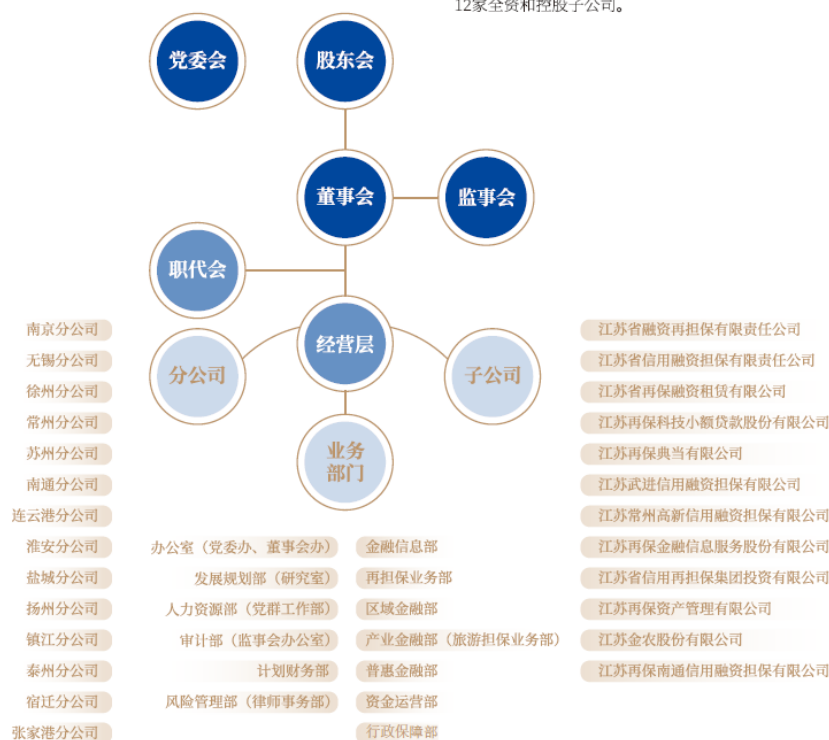 12家全资和控股子公司。
党委会
股东会
董事会
监事会
职代会
经营层
分公司
子公司
业务
部门
南京分公司
无锡分公司
徐州分公司
常州分公司
苏州分公司
南通分公司
连云港分公司
淮安分公司
盐城分公司
扬州分公司
镇江分公司
泰州分公司
宿迁分公司
张家港分公司
办公室（党委办、董事会办）
发展规划部（研究室）
人力资源部（党群工作部）
审计部（监事会办公室）
计划财务部
风险管理部（律师事务部）
金融信息部
再担保业务部
区域金融部
产业金融部（旅游担保业务部）
普惠金融部
资金运营部
行政保障部
江苏省融资再担保有限责任公司
江苏省信用融资担保有限责任公司
江苏省再保融资租赁有限公司
江苏再保科技小额贷款股份有限公司
江苏再保典当有限公司
江苏武进信用融资担保有限公司
江苏常州高新信用融资担保有限公司
江苏再保金融信息服务股份有限公司
江苏省信用再担保集团投资有限公司
江苏再保资产管理有限公司
江苏金农股份有限公司
江苏再保南通信用融资担保有限公司